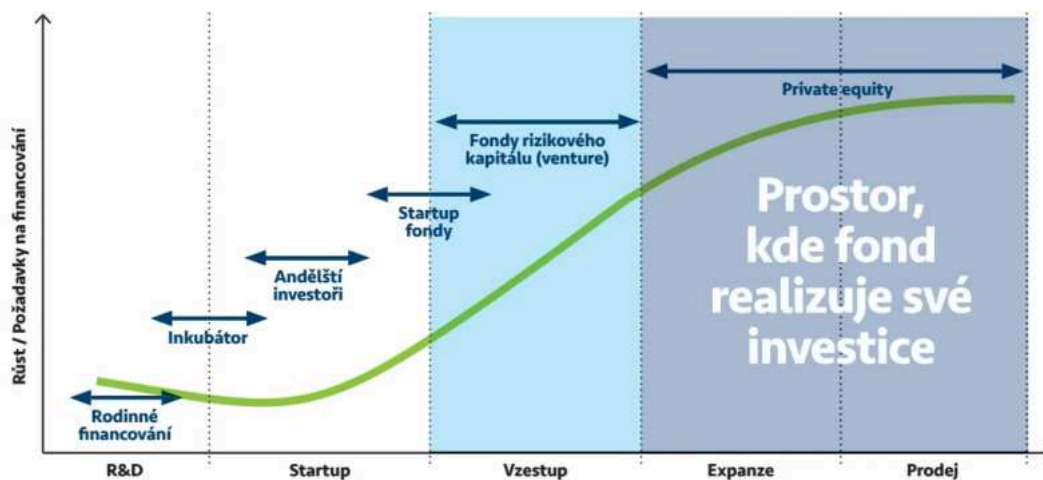 Růst / Požadavky na financování
Private equity
Fondy rizikového
kapitálu (venture)
Startup
fondy
Andělští
investoři
Inkubátor
Rodinné
financování
Prostor,
kde fond
realizuje své
investice
R&D
Startup
Vzestup
Expanze
Prodej